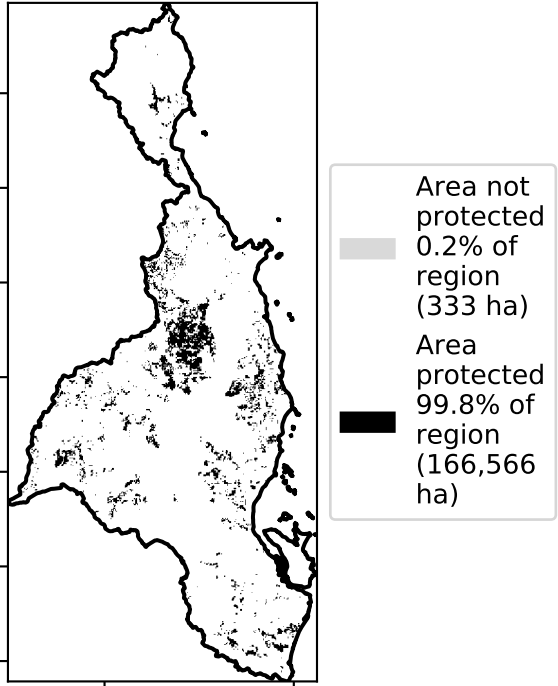 Area not
protected
0.2% of
region
(333 ha)
Area
protected
99.8% of
region
(166,566
ha)